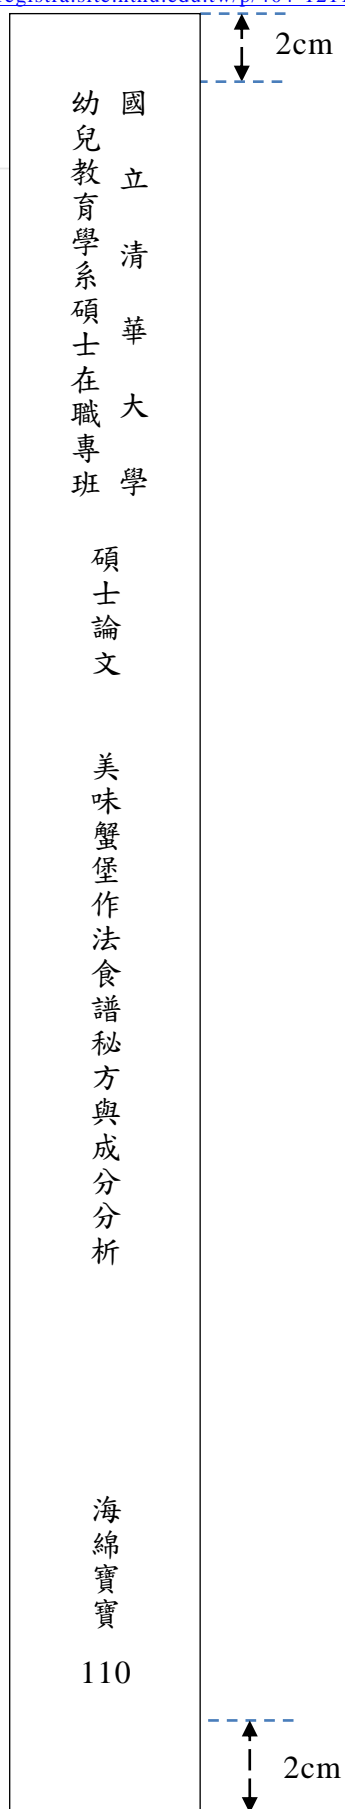 2cm
國立清華大學
幼兒教育學系碩士在職專班
碩士論文
美味蟹堡作法食譜秘方與成分分析
海綿寶寶
110
2cm